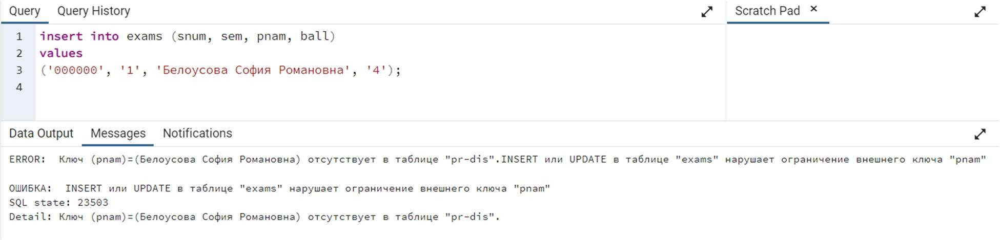 Query Query History Scratch Pad ×
1 insert into exams (snum, sem, pnam, ball)
2 values
3 ('000000', '1', 'Белоусова София Романовна', '4');
4
Data Output Messages Notifications
ERROR: Ключ (pnam)=(Белоусова София Романовна) отсутствует в таблице "pr-dis".INSERT или UPDATE в таблице "exams" нарушает ограничение внешнего ключа "pnam"
ОШИБКА: INSERT или UPDATE в таблице "exams" нарушает ограничение внешнего ключа "pnam"
SQL state: 23503
Detail: Ключ (pnam)=(Белоусова София Романовна) отсутствует в таблице "pr-dis".